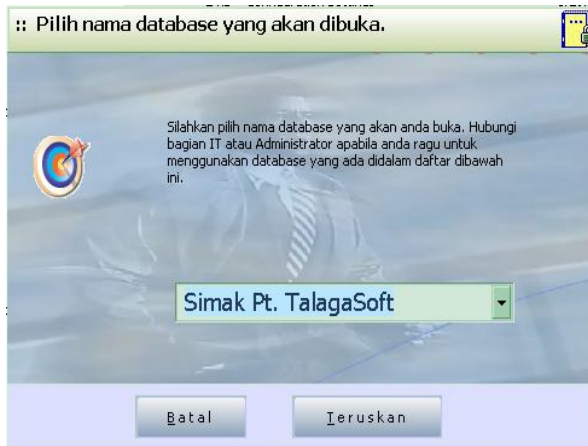 :: Pilih nama database yang akan dibuka.
Silahkan pilih nama database yang akan anda buka. Hubungi
bagian IT atau Administrator apabila anda ragu untuk
menggunakan database yang ada didalam daftar dibawah
ini.
Simak Pt. TalagaSoft
Batal
Teruskan